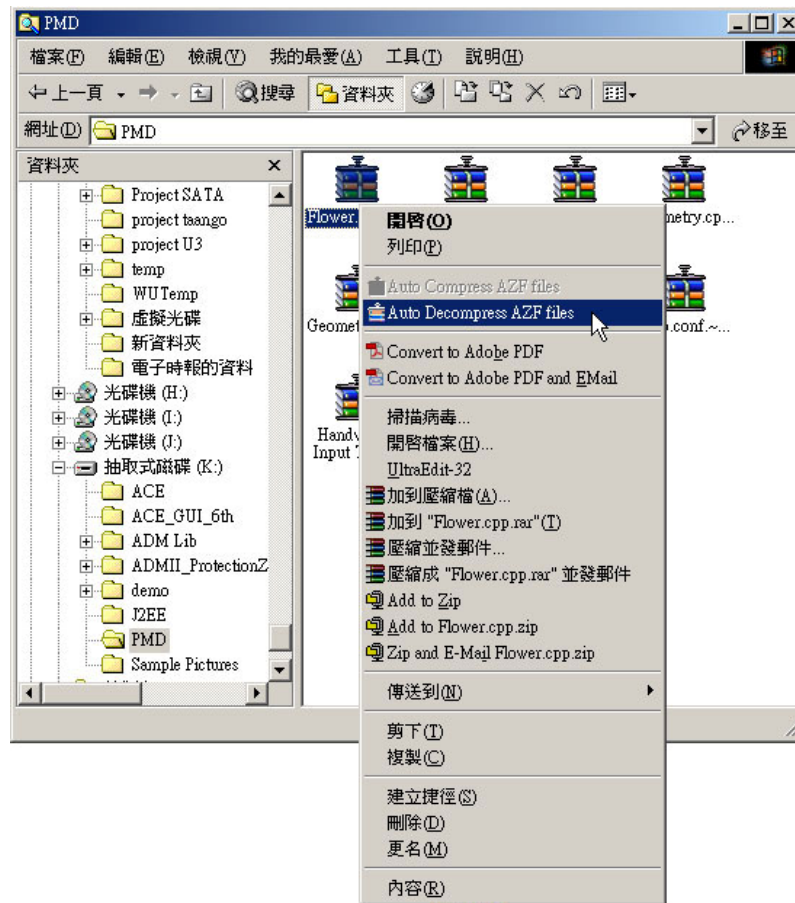 PMD
檔案(F) 編輯(E) 檢視(V) 我的最愛(A) 工具(T) 說明(H)
上一頁 搜尋 資料夾
網址(D) PMD 移至
資料夾
Project SATA
project taango
project U3
temp
WUTemp
虛擬光碟
新資料夾
電子時報的資料
光碟機 (H:)
光碟機 (I:)
光碟機 (J:)
抽取式磁碟 (K:)
ACE
ACE_GUI_6th
ADM Lib
ADMII_ProtectionZ
demo
J2EE
PMD
Sample Pictures
Flower.
metry.cp...
Geomet
.conf.~...
Handw
Input
開啓(O)
列印(P)
Auto Compress AZF files
Auto Decompress AZF files
Convert to Adobe PDF
Convert to Adobe PDF and EMail
掃描病毒...
開啓檔案(H)...
UltraEdit-32
加到壓縮檔(A)...
加到 "Flower.cpp.rar"(T)
壓縮並發郵件...
壓縮成 "Flower.cpp.rar" 並發郵件
Add to Zip
Add to Flower.cpp.zip
Zip and E-Mail Flower.cpp.zip
傳送到(N)
剪下(T)
複製(C)
建立捷徑(S)
刪除(D)
更名(M)
內容(R)